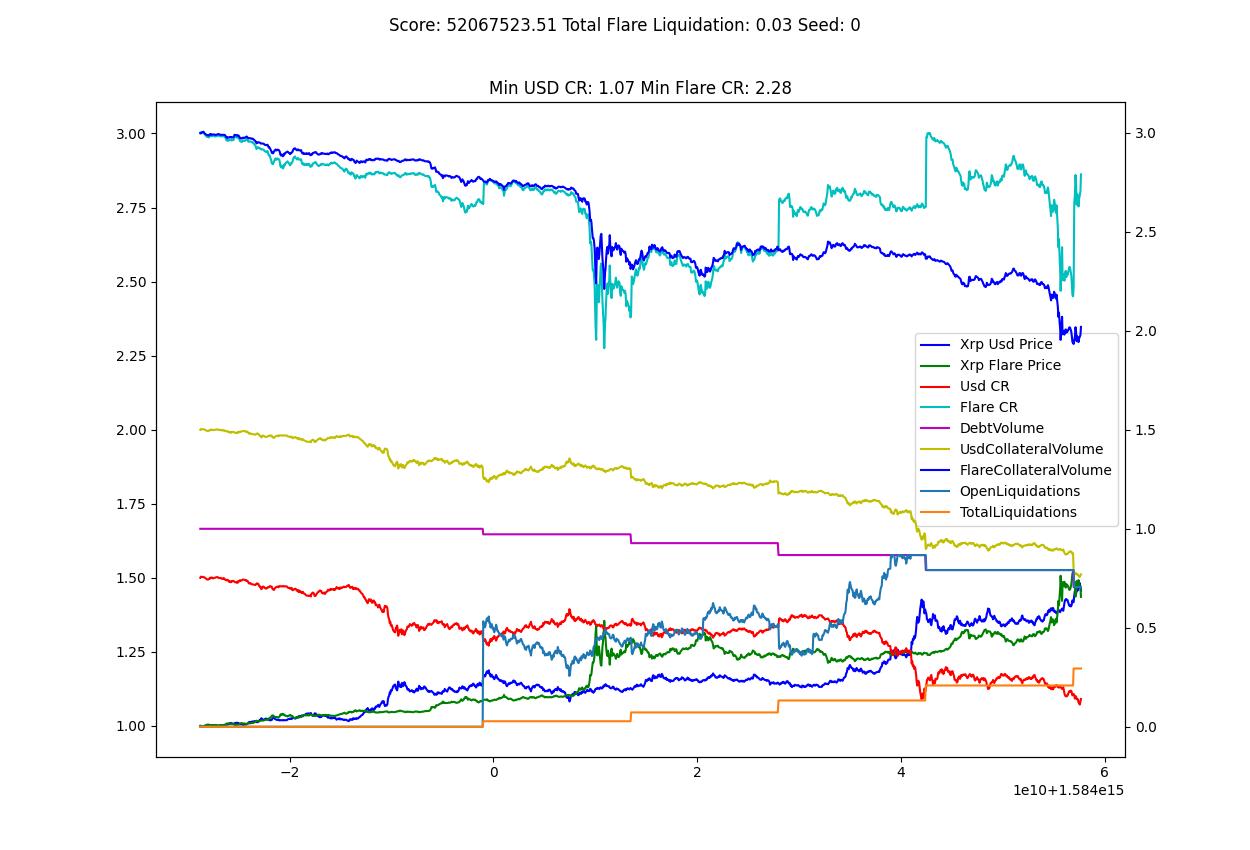 Score: 52067523.51 Total Flare Liquidation: 0.03 Seed: 0
Min USD CR: 1.07 Min Flare CR: 2.28
3.00
2.75
2.50
2.25
2.00
1.75
1.50
1.25
1.00
3.0
2.5
2.0
1.5
1.0
0.5
0.0
Xrp Usd Price
Xrp Flare Price
Usd CR
Flare CR
DebtVolume
UsdCollateralVolume
FlareCollateralVolume
OpenLiquidations
TotalLiquidations
−2 0 2 4 6
1e10+1.584e15